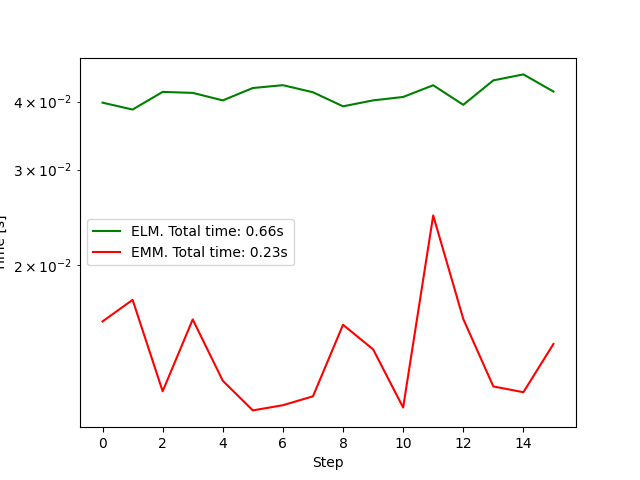 4 × 10⁻²
3 × 10⁻²
2 × 10⁻²
ELM. Total time: 0.66s
EMM. Total time: 0.23s
0 2 4 6 8 10 12 14
Step